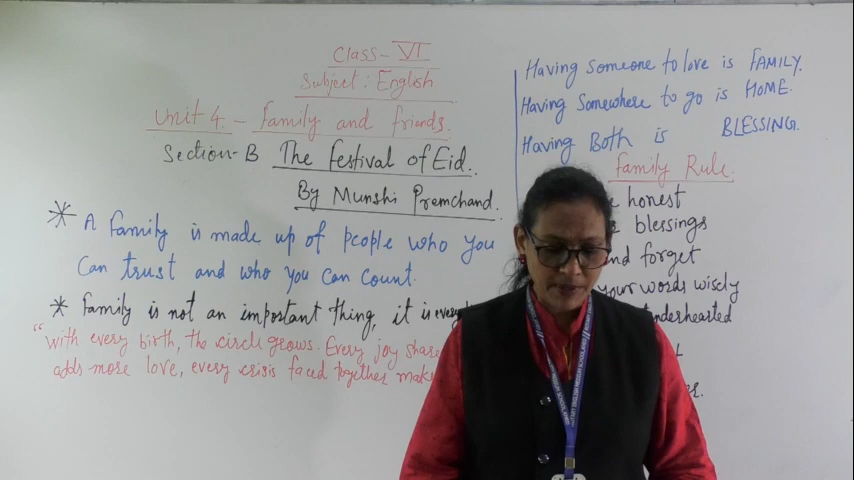 Class - VI
Subject: English
Unit 4 - Family and friends.
Section-B The Festival of Eid.
By Munshi Premchand.
* A Family is made up of people who you
Can trust and who you can count.
* Family is not an important thing, it is
"with every birth, the circle grows. Every joy
adds more love, every crisis faced together
Having someone to love is FAMILY.
Having Somewhere to go is HOME.
Having Both is BLESSING.
Family Rule.
honest
blessings
forget
your words wisely